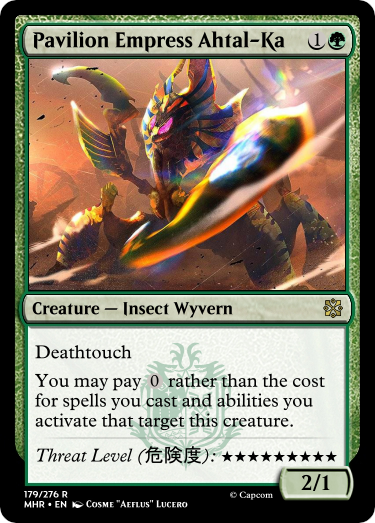 Pavilion Empress Ahtal-Ka 1
Creature — Insect Wyvern
Deathtouch
You may pay 0 rather than the cost
for spells you cast and abilities you
activate that target this creature.
Threat Level (危険度): ★★★★★★★★★
2/1
179/276 R
MHR • EN Cosme "Aeflus" Lucero
© Capcom